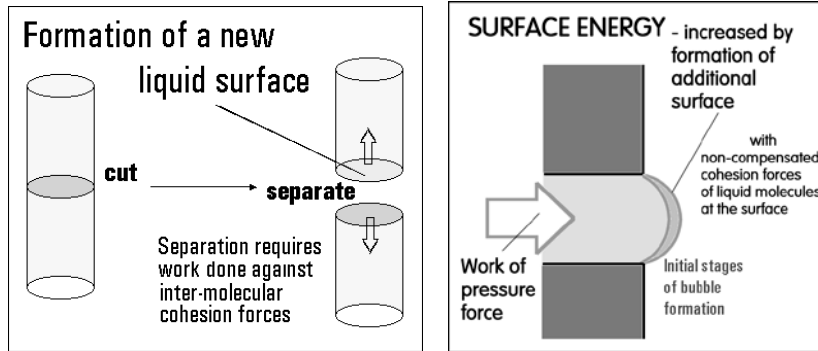 Formation of a new
liquid surface
cut
separate
Separation requires
work done against
inter-molecular
cohesion forces
SURFACE ENERGY
- increased by
formation of
additional
surface
with
non-compensated
cohesion forces
of liquid molecules
at the surface
Work of
pressure
force
Initial stages
of bubble
formation